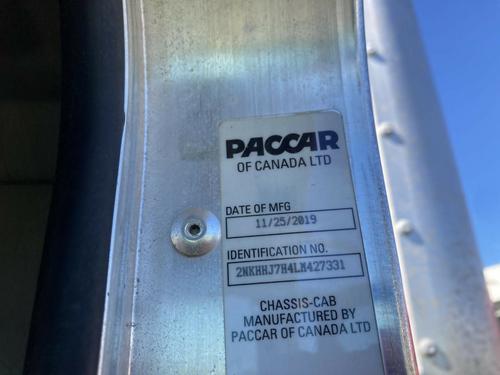 PACCAR
OF CANADA LTD
DATE OF MFG
11/25/2019
IDENTIFICATION NO.
2NKHHJ7H4LM427331
CHASSIS-CAB
MANUFACTURED BY
PACCAR OF CANADA LTD